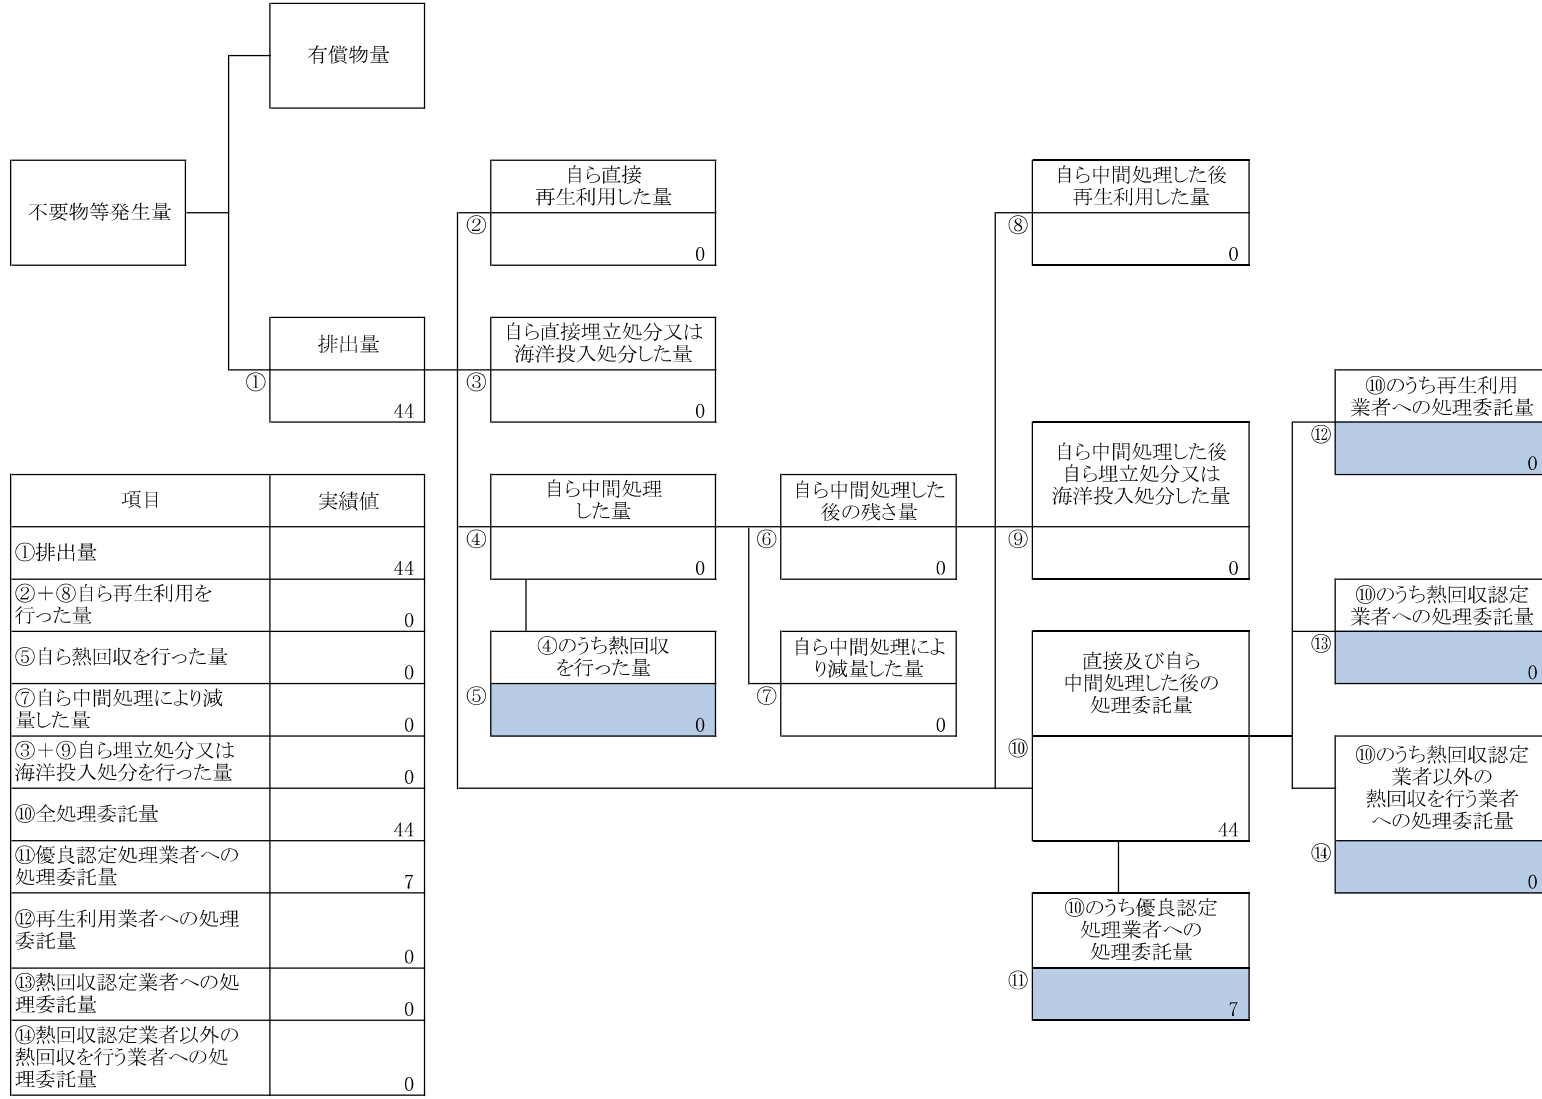 有償物量
不要物等発生量
排出量
①
44
自ら直接
再生利用した量
②
0
自ら直接埋立処分又は
海洋投入処分した量
③
0
自ら中間処理
した量
④
0
④のうち熱回収
を行った量
⑤
0
自ら中間処理した
後の残さ量
⑥
0
自ら中間処理によ
り減量した量
⑦
0
自ら中間処理した後
再生利用した量
⑧
0
自ら中間処理した後
自ら埋立処分又は
海洋投入処分した量
⑨
0
直接及び自ら
中間処理した後の
処理委託量
⑩
44
⑩のうち優良認定
処理業者への
処理委託量
⑪
7
⑩のうち再生利用
業者への処理委託量
⑫
0
⑩のうち熱回収認定
業者への処理委託量
⑬
0
⑩のうち熱回収認定
業者以外の
熱回収を行う業者
への処理委託量
⑭
0
項目 実績値
①排出量
44
②＋⑧自ら再生利用を
行った量
0
⑤自ら熱回収を行った量
0
⑦自ら中間処理により減
量した量
0
③＋⑨自ら埋立処分又は
海洋投入処分を行った量
0
⑩全処理委託量
44
⑪優良認定処理業者への
処理委託量
7
⑫再生利用業者への処理
委託量
0
⑬熱回収認定業者への処
理委託量
0
⑭熱回収認定業者以外の
熱回収を行う業者への処
理委託量
0